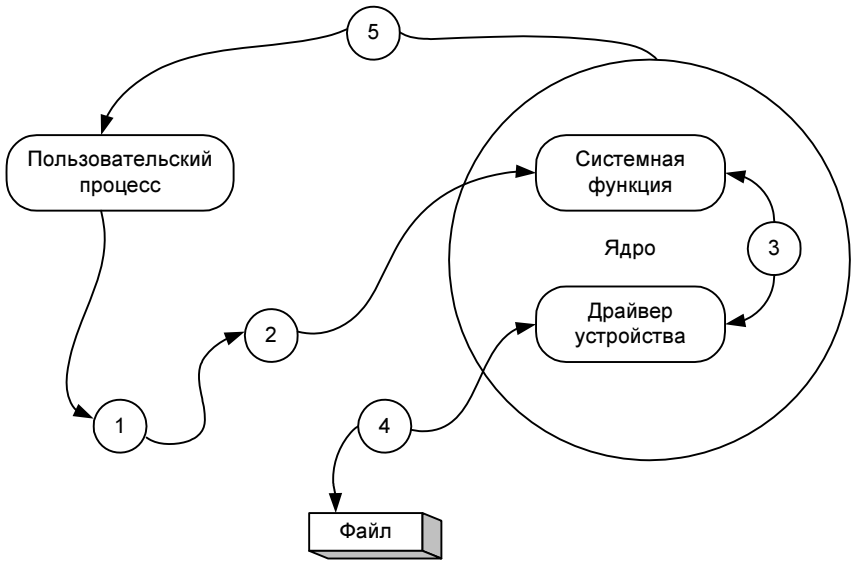 5
Пользовательский
процесс
Системная
функция
Ядро
3
Драйвер
устройства
2
1
4
Файл